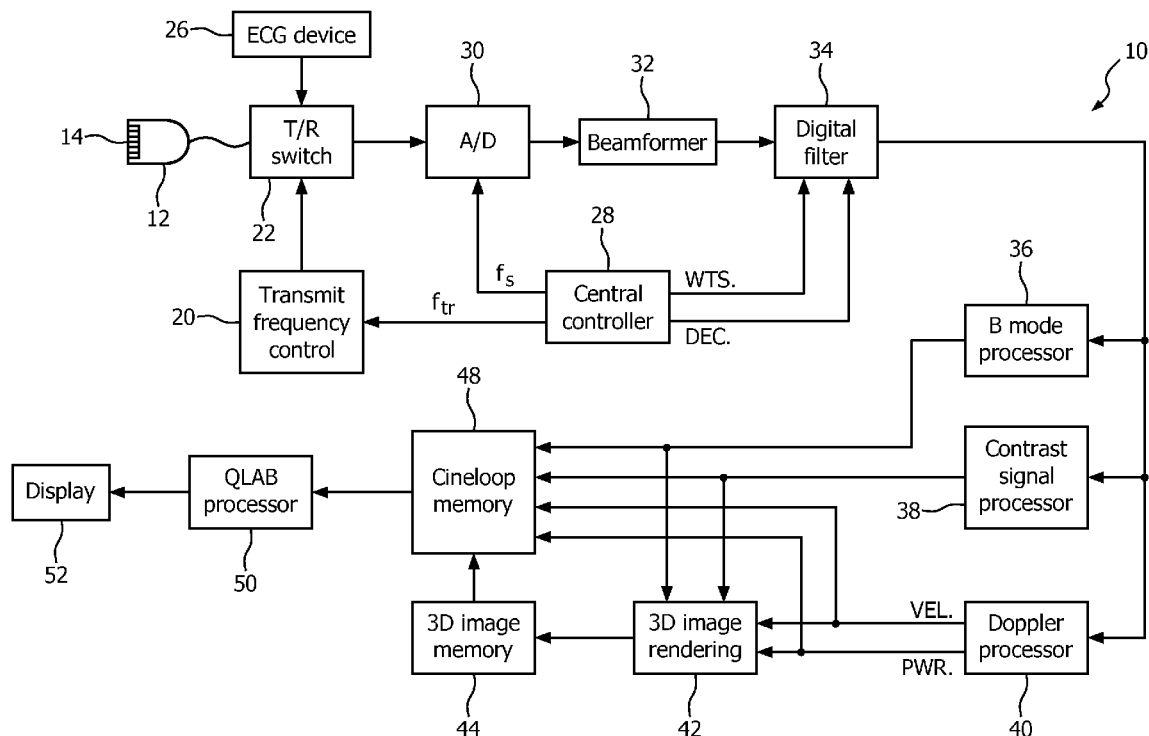 26
ECG device
30
32
34
10
14
T/R
switch
A/D
Beamformer
Digital
filter
12
22
28
36
20
Transmit
frequency
control
ftr
fs
Central
controller
WTS.
DEC.
B mode
processor
48
Display
QLAB
processor
Cineloop
memory
Contrast
signal
processor
38
52
50
3D image
memory
3D image
rendering
VEL.
PWR.
Doppler
processor
44
42
40